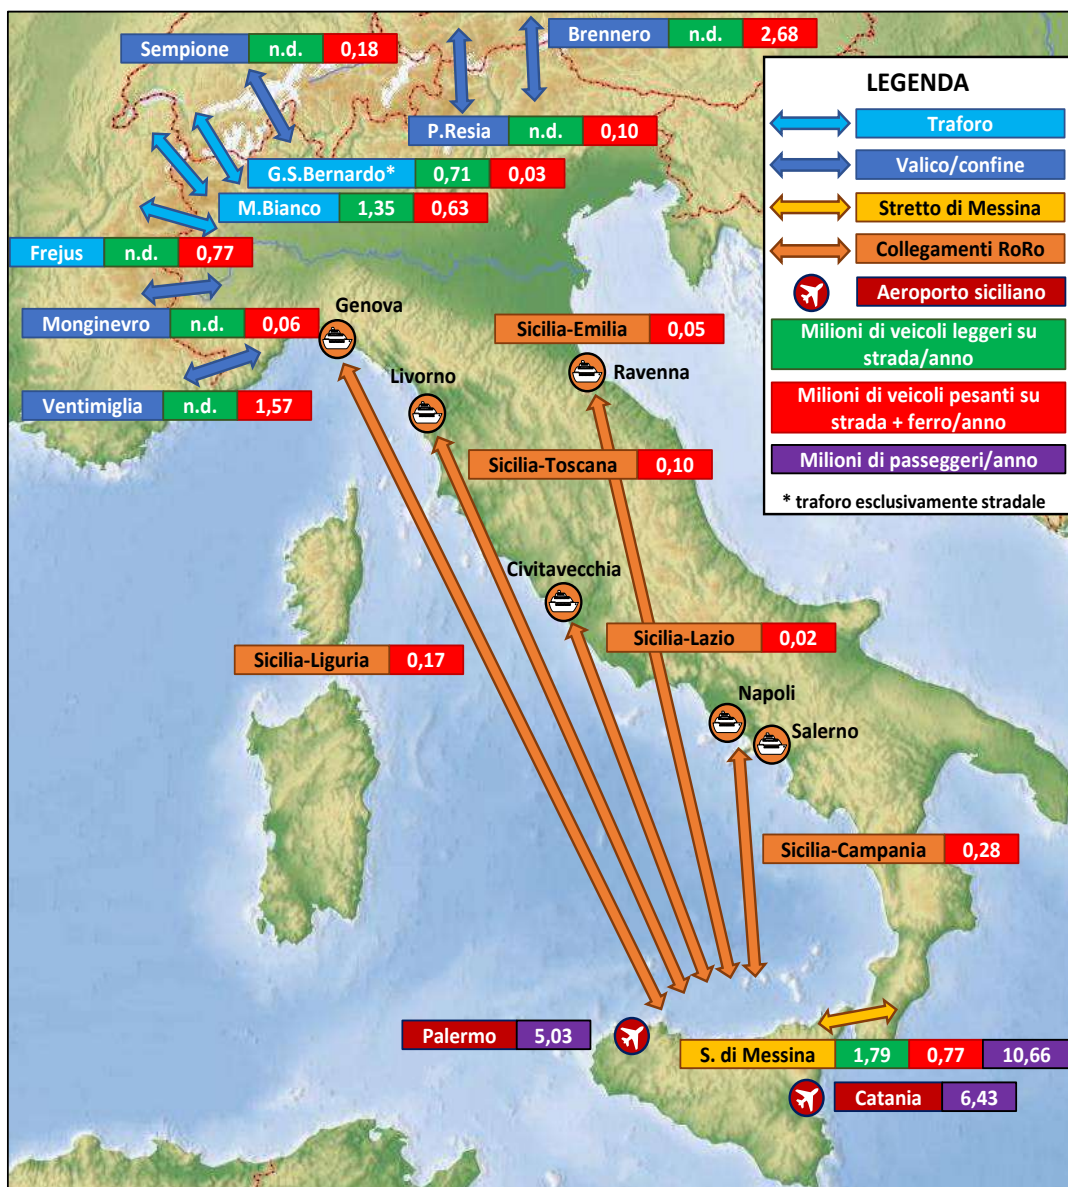 Sempione n.d. 0,18
Brennero n.d. 2,68
P.Resia n.d. 0,10
G.S.Bernardo* 0,71 0,03
M.Bianco 1,35 0,63
Frejus n.d. 0,77
Monginevro n.d. 0,06
Ventimiglia n.d. 1,57
LEGENDA
Traforo
Valico/confine
Stretto di Messina
Collegamenti RoRo
Aeroporto siciliano
Milioni di veicoli leggeri su
strada/anno
Milioni di veicoli pesanti su
strada + ferro/anno
Milioni di passeggeri/anno
* traforo esclusivamente stradale
Genova
Sicilia-Emilia 0,05
Livorno
Ravenna
Sicilia-Toscana 0,10
Civitavecchia
Sicilia-Lazio 0,02
Sicilia-Liguria 0,17
Napoli
Salerno
Sicilia-Campania 0,28
Palermo 5,03
S. di Messina 1,79 0,77 10,66
Catania 6,43